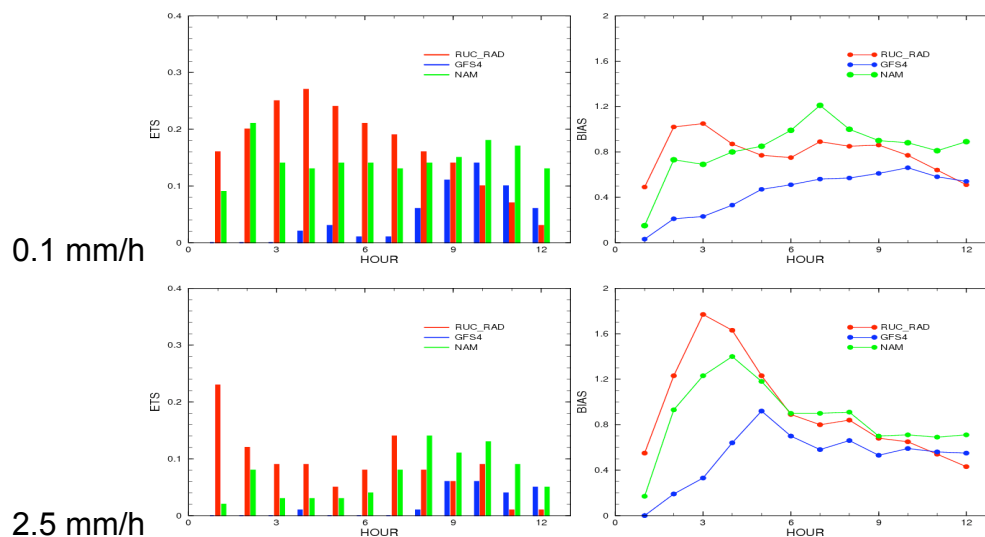 0.4
0.3
0.2
0.1
0
ETS
RUC_RAD
GFS4
NAM
0 3 6 9 12
HOUR
2
1.6
1.2
0.8
0.4
0
BIAS
RUC_RAD
GFS4
NAM
0 3 6 9 12
HOUR
0.1 mm/h
0.4
0.3
0.2
0.1
0
ETS
RUC_RAD
GFS4
NAM
0 3 6 9 12
HOUR
2
1.6
1.2
0.8
0.4
0
BIAS
RUC_RAD
GFS4
NAM
0 3 6 9 12
HOUR
2.5 mm/h